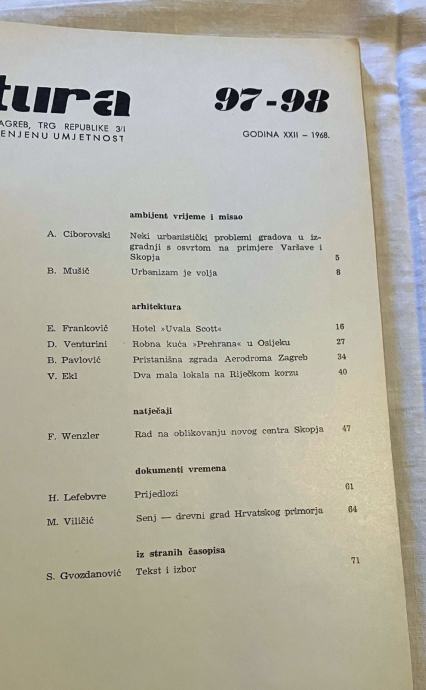 tura 97-98
AGREB, TRG REPUBLIKE 3/I
ENJENU UMJETNOST GODINA XXII – 1968.
ambijent vrijeme i misao
A. Ciborovski Neki urbanistički problemi gradova u iz-
gradnji s osvrtom na primjere Varšave i
Skopja 5
B. Mušič Urbanizam je volja 8
arhitektura
E. Franković Hotel »Uvala Scott« 16
D. Venturini Robna kuća »Prehrana« u Osijeku 27
B. Pavlović Pristanišna zgrada Aerodroma Zagreb 34
V. Ekl Dva mala lokala na Riječkom korzu 40
natječaji
F. Wenzler Rad na oblikovanju novog centra Skopja 47
dokumenti vremena
H. Lefebvre Prijedlozi 61
M. Viličić Senj — drevni grad Hrvatskog primorja 64
iz stranih časopisa
S. Gvozdanović Tekst i izbor 71